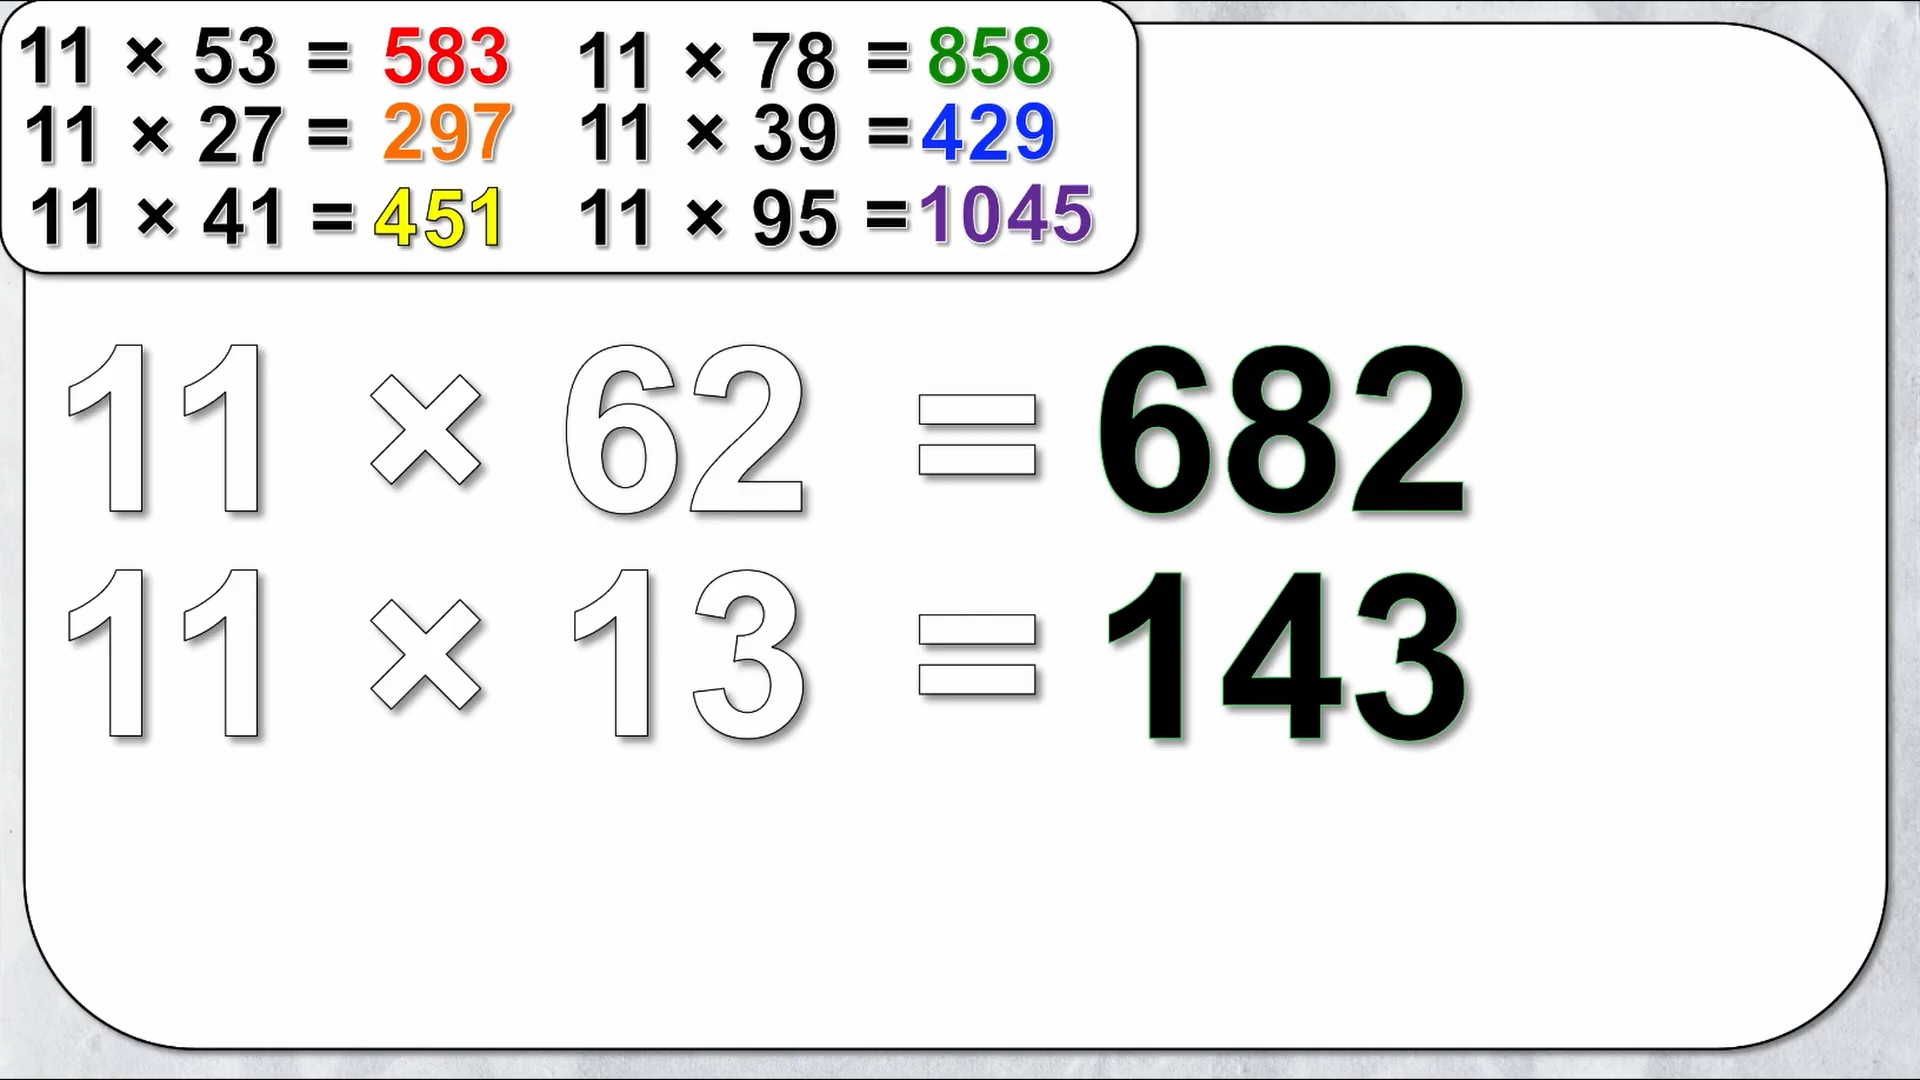 11 × 53 = 583
11 × 27 = 297
11 × 41 = 451
11 × 78 = 858
11 × 39 = 429
11 × 95 = 1045
11 × 62 = 682
11 × 13 = 143